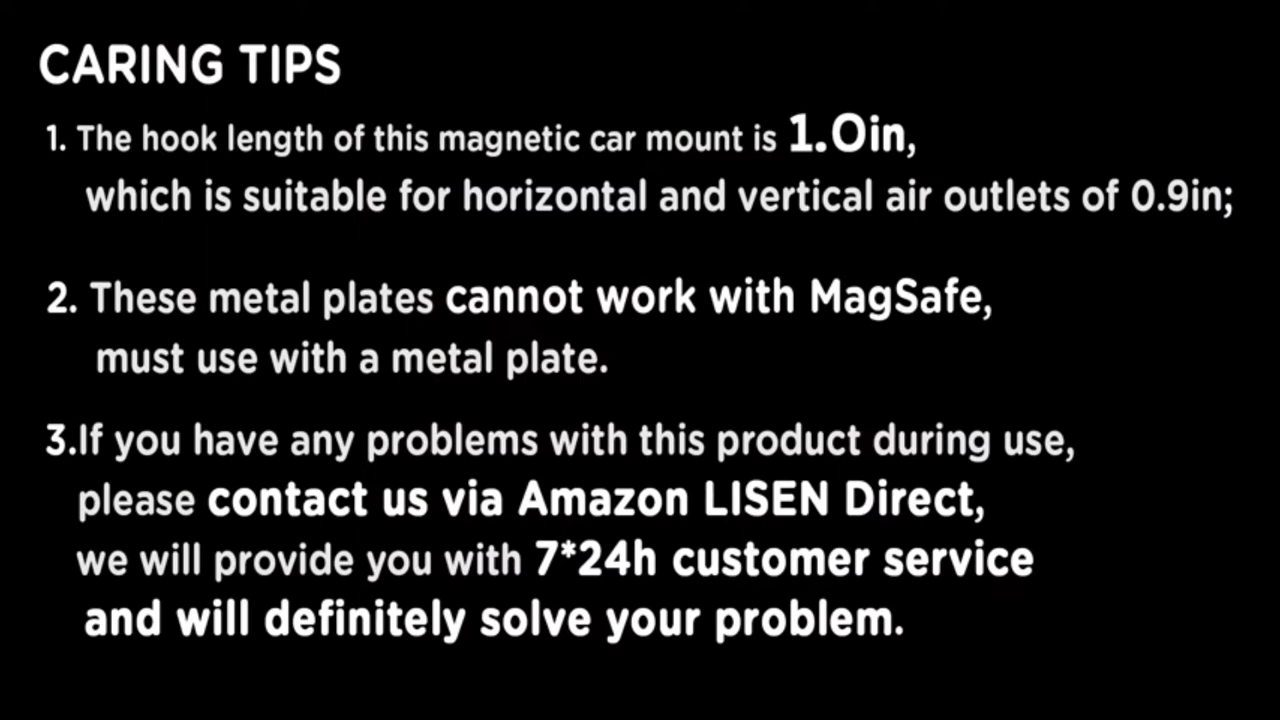 CARING TIPS
1. The hook length of this magnetic car mount is 1.0in,
which is suitable for horizontal and vertical air outlets of 0.9in;
2. These metal plates cannot work with MagSafe,
must use with a metal plate.
3.If you have any problems with this product during use,
please contact us via Amazon LISEN Direct,
we will provide you with 7*24h customer service
and will definitely solve your problem.